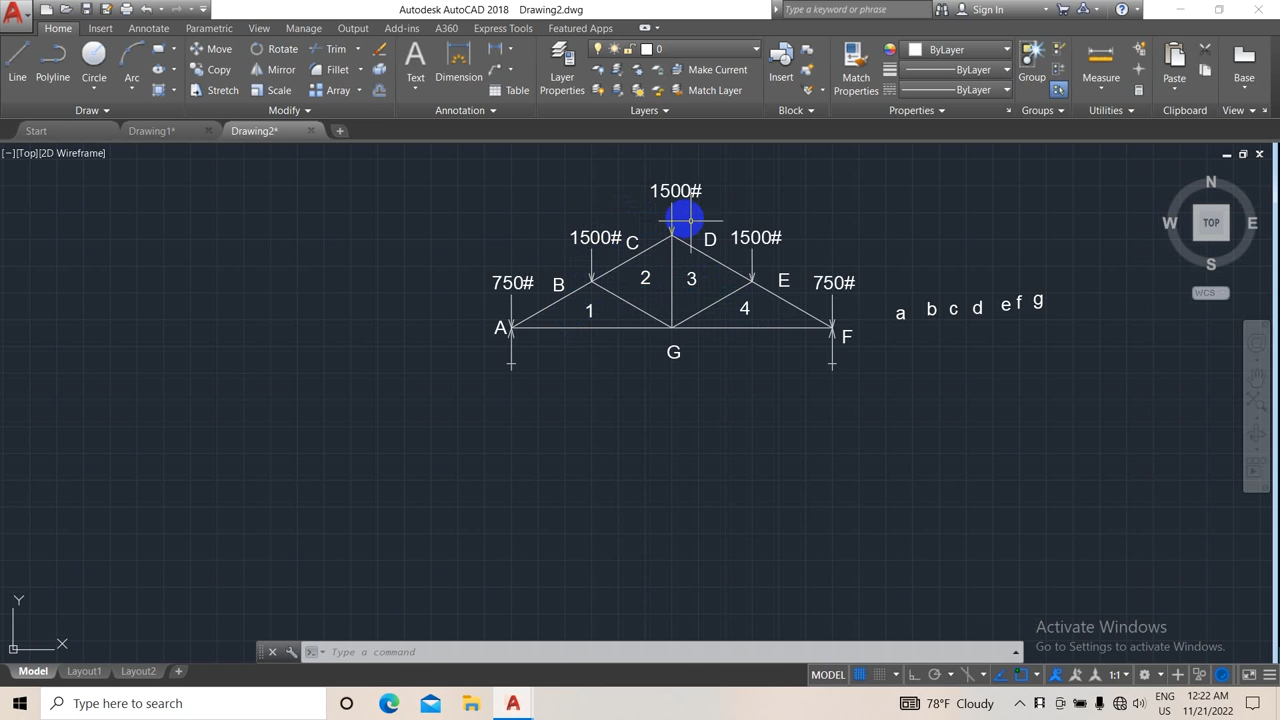 Autodesk AutoCAD 2018 Drawing2.dwg
Type a keyword or phrase
Sign In
Home Insert Annotate Parametric View Manage Output Add-ins A360 Express Tools Featured Apps
Line Polyline Circle Arc
Move Rotate Trim
Copy Mirror Fillet
Stretch Scale Array
Text Dimension
Table
Layer Properties
0
Make Current
Match Layer
Insert
Match Properties
ByLayer
ByLayer
ByLayer
Group
Measure
Paste
Base
Draw Modify Annotation Layers Block Properties Groups Utilities Clipboard View
Start Drawing1* Drawing2*
[−][Top][2D Wireframe]
N
W TOP E
S
WCS
1500#
1500# C D 1500#
750# B 2 3 E 750#
1 4
A F
G
a b c d e f g
Y
X
Activate Windows
Go to Settings to activate Windows.
Type a command
Model Layout1 Layout2 +
MODEL 1:1
Type here to search
78°F Cloudy
ENG
US
12:22 AM
11/21/2022